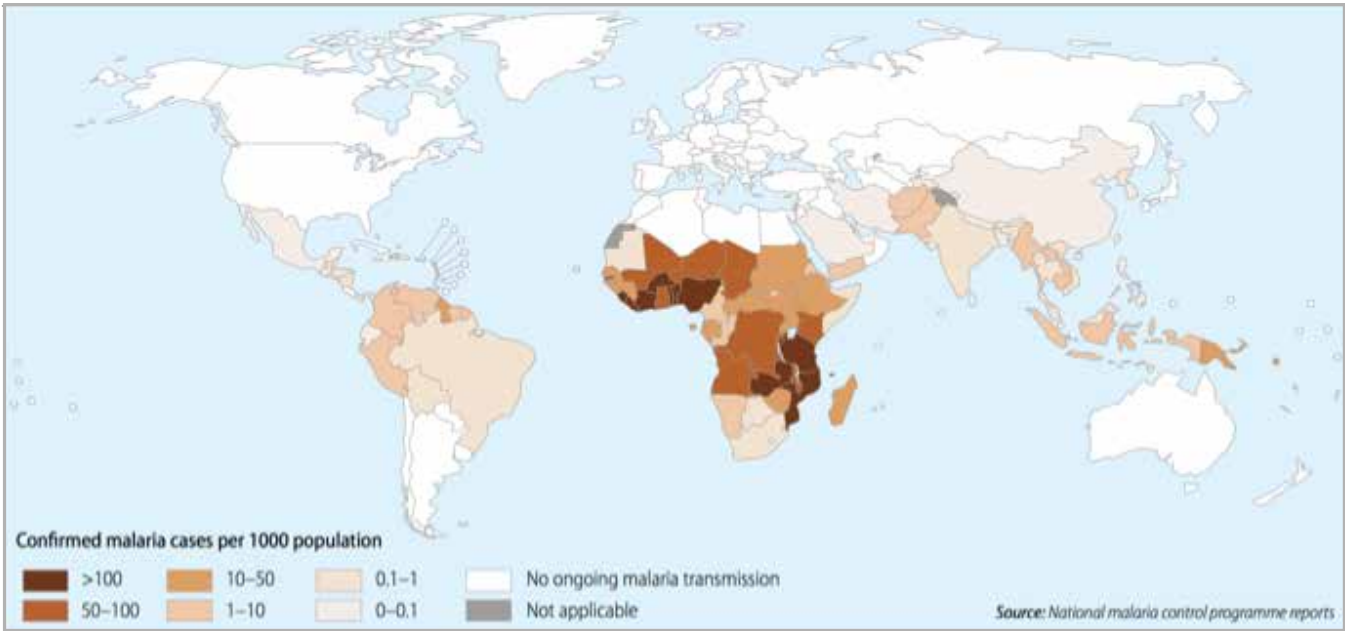 Confirmed malaria cases per 1000 population
>100
10–50
0.1–1
No ongoing malaria transmission
50–100
1–10
0–0.1
Not applicable
Source: National malaria control programme reports